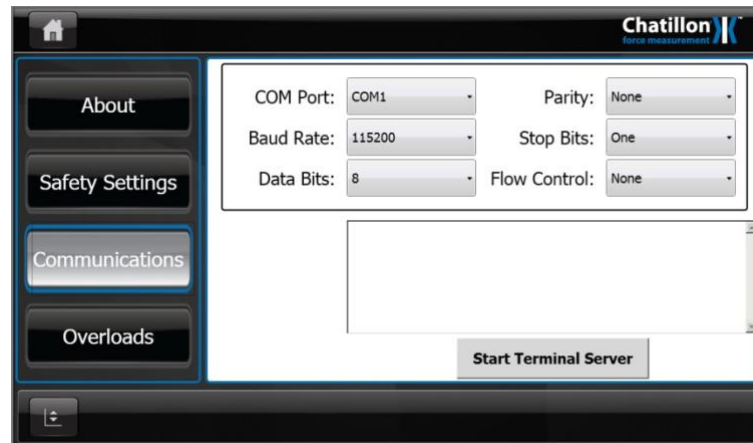 Chatillon
force measurement
About
Safety Settings
Communications
Overloads
COM Port: COM1 Parity: None
Baud Rate: 115200 Stop Bits: One
Data Bits: 8 Flow Control: None
Start Terminal Server